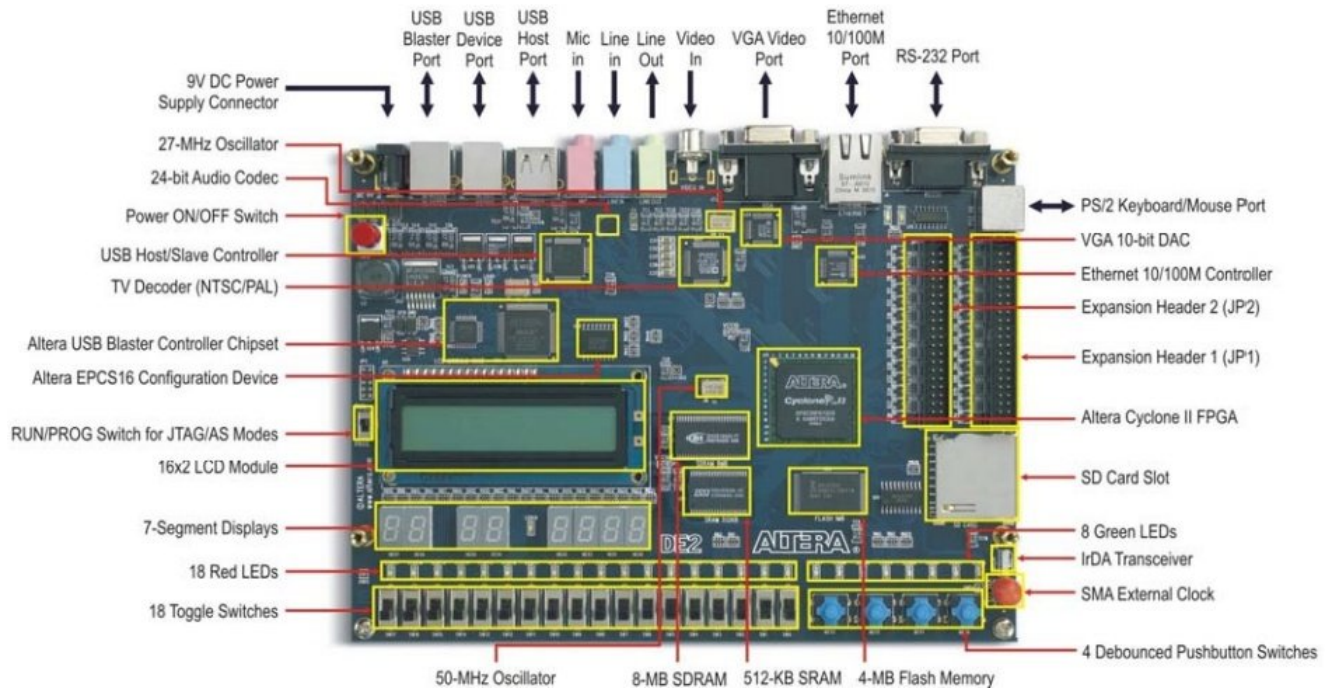 USB
Blaster
Port
USB
Device
Port
USB
Host
Port
Mic
in
Line
in
Line
Out
Video
In
VGA Video
Port
Ethernet
10/100M
Port
RS-232 Port
9V DC Power
Supply Connector
27-MHz Oscillator
24-bit Audio Codec
Power ON/OFF Switch
USB Host/Slave Controller
TV Decoder (NTSC/PAL)
Altera USB Blaster Controller Chipset
Altera EPCS16 Configuration Device
RUN/PROG Switch for JTAG/AS Modes
16x2 LCD Module
7-Segment Displays
18 Red LEDs
18 Toggle Switches
PS/2 Keyboard/Mouse Port
VGA 10-bit DAC
Ethernet 10/100M Controller
Expansion Header 2 (JP2)
Expansion Header 1 (JP1)
Altera Cyclone II FPGA
SD Card Slot
8 Green LEDs
IrDA Transceiver
SMA External Clock
4 Debounced Pushbutton Switches
50-MHz Oscillator
8-MB SDRAM
512-KB SRAM
4-MB Flash Memory
VIDEO IN
ALTERA
Cyclone II
©ALTERA
www.altera
DE2
ALTERA